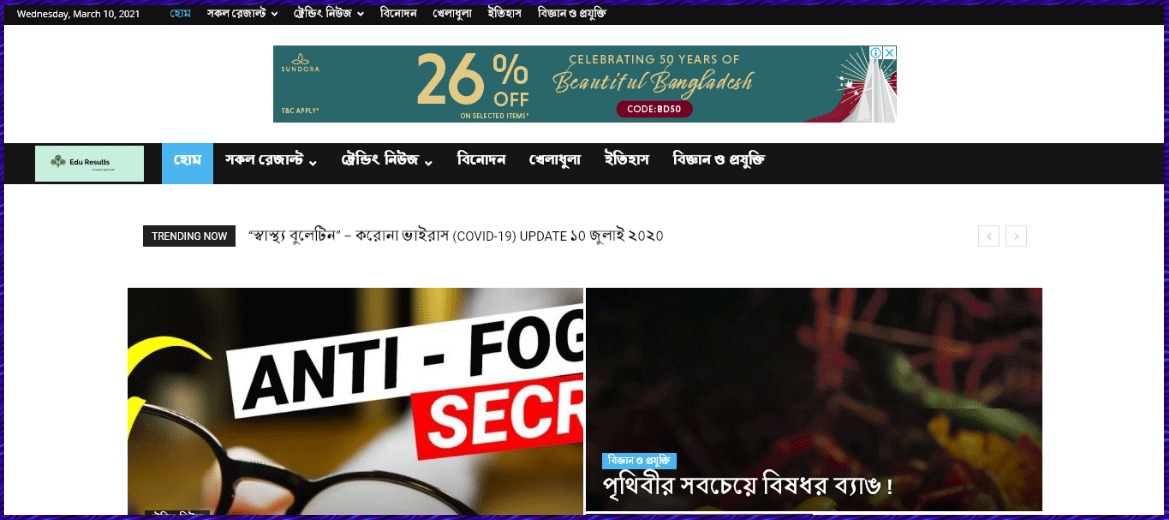 Wednesday, March 10, 2021 হোম সকল রেজাল্ট ট্রেন্ডিং নিউজ বিনোদন খেলাধুলা ইতিহাস বিজ্ঞান ও প্রযুক্তি
SUNDORA
T&C APPLY*
26% OFF
ON SELECTED ITEMS*
CELEBRATING 50 YEARS OF
Beautiful Bangladesh
CODE:BD50
Edu Results
হোম সকল রেজাল্ট ট্রেন্ডিং নিউজ বিনোদন খেলাধুলা ইতিহাস বিজ্ঞান ও প্রযুক্তি
TRENDING NOW "স্বাস্থ্য বুলেটিন" – করোনা ভাইরাস (COVID-19) UPDATE ১০ জুলাই ২০২০
ANTI - FOG
SECR
বিজ্ঞান ও প্রযুক্তি
পৃথিবীর সবচেয়ে বিষধর ব্যাঙ !